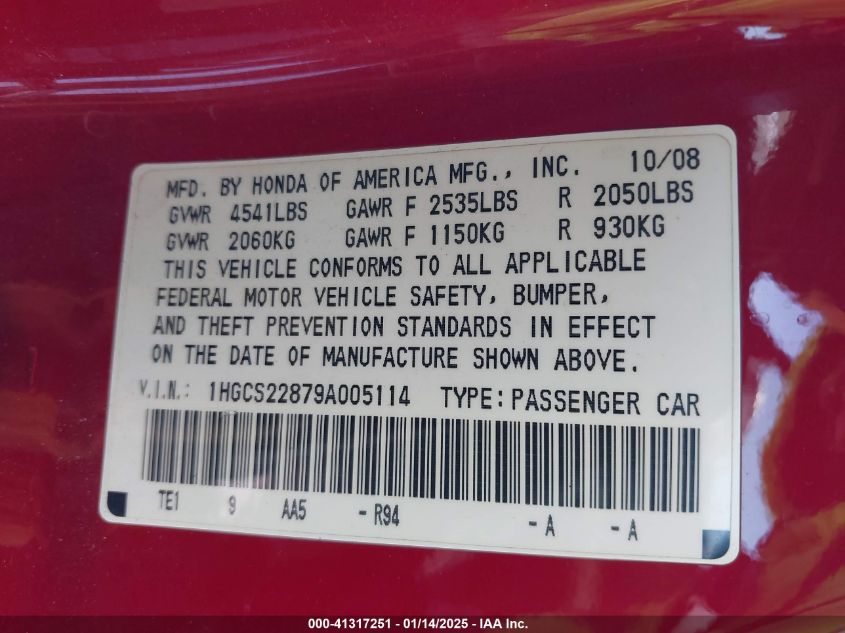 MFD. BY HONDA OF AMERICA MFG., INC. 10/08
GVWR 4541LBS GAWR F 2535LBS R 2050LBS
GVWR 2060KG GAWR F 1150KG R 930KG
THIS VEHICLE CONFORMS TO ALL APPLICABLE
FEDERAL MOTOR VEHICLE SAFETY, BUMPER,
AND THEFT PREVENTION STANDARDS IN EFFECT
ON THE DATE OF MANUFACTURE SHOWN ABOVE.
V.I.N.: 1HGCS22879A005114 TYPE:PASSENGER CAR
TE1 9 AA5 -R94 -A -A
000-41317251 - 01/14/2025 - IAA Inc.